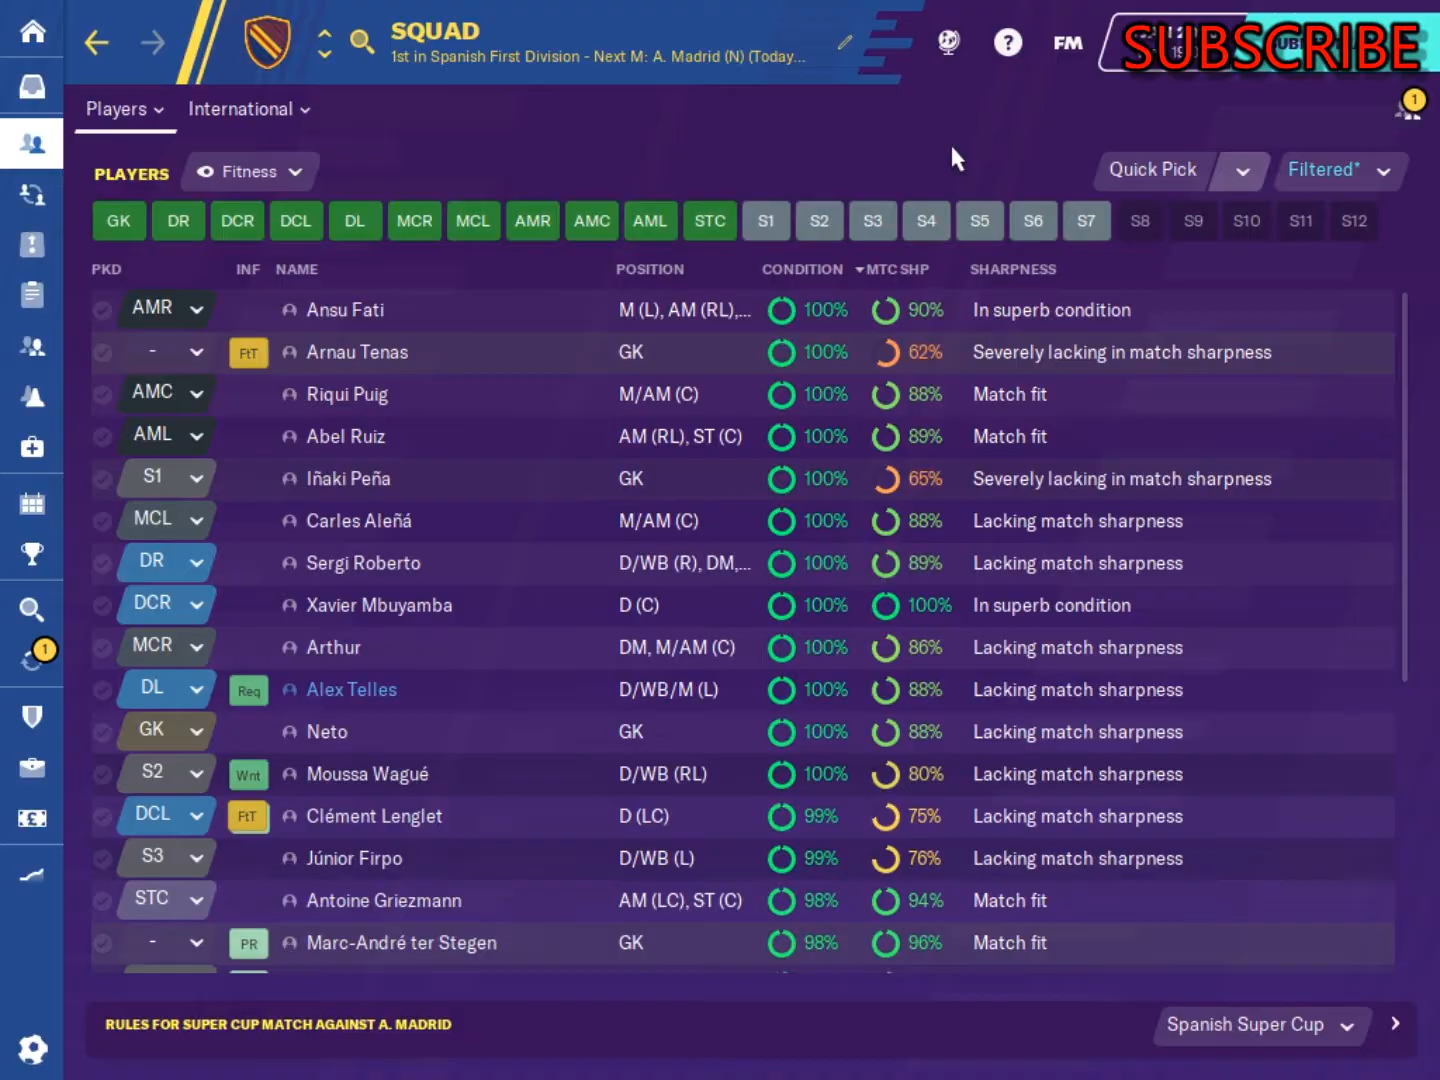 SQUAD
1st in Spanish First Division - Next M: A. Madrid (N) (Today...
?
FM
SUBSCRIBE
Players
International
1
PLAYERS
Fitness
Quick Pick
Filtered*
GK DR DCR DCL DL MCR MCL AMR AMC AML STC S1 S2 S3 S4 S5 S6 S7 S8 S9 S10 S11 S12
PKD INF NAME POSITION CONDITION MTC SHP SHARPNESS
AMR Ansu Fati M (L), AM (RL),... 100% 90% In superb condition
- FtT Arnau Tenas GK 100% 62% Severely lacking in match sharpness
AMC Riqui Puig M/AM (C) 100% 88% Match fit
AML Abel Ruiz AM (RL), ST (C) 100% 89% Match fit
S1 Iñaki Peña GK 100% 65% Severely lacking in match sharpness
MCL Carles Aleñá M/AM (C) 100% 88% Lacking match sharpness
DR Sergi Roberto D/WB (R), DM,... 100% 89% Lacking match sharpness
DCR Xavier Mbuyamba D (C) 100% 100% In superb condition
MCR Arthur DM, M/AM (C) 100% 86% Lacking match sharpness
1
DL Req Alex Telles D/WB/M (L) 100% 88% Lacking match sharpness
GK Neto GK 100% 88% Lacking match sharpness
S2 Wnt Moussa Wagué D/WB (RL) 100% 80% Lacking match sharpness
DCL FtT Clément Lenglet D (LC) 99% 75% Lacking match sharpness
S3 Júnior Firpo D/WB (L) 99% 76% Lacking match sharpness
STC Antoine Griezmann AM (LC), ST (C) 98% 94% Match fit
- PR Marc-André ter Stegen GK 98% 96% Match fit
RULES FOR SUPER CUP MATCH AGAINST A. MADRID
Spanish Super Cup